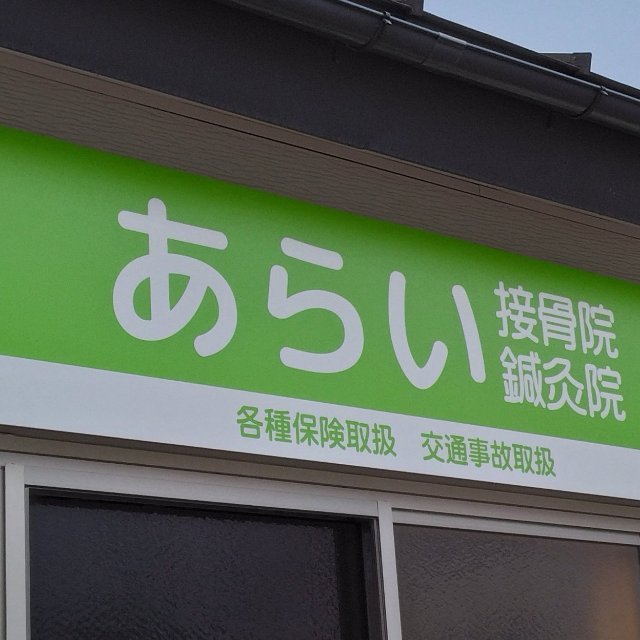 あらい
接骨院
鍼灸院
各種保険取扱 交通事故取扱